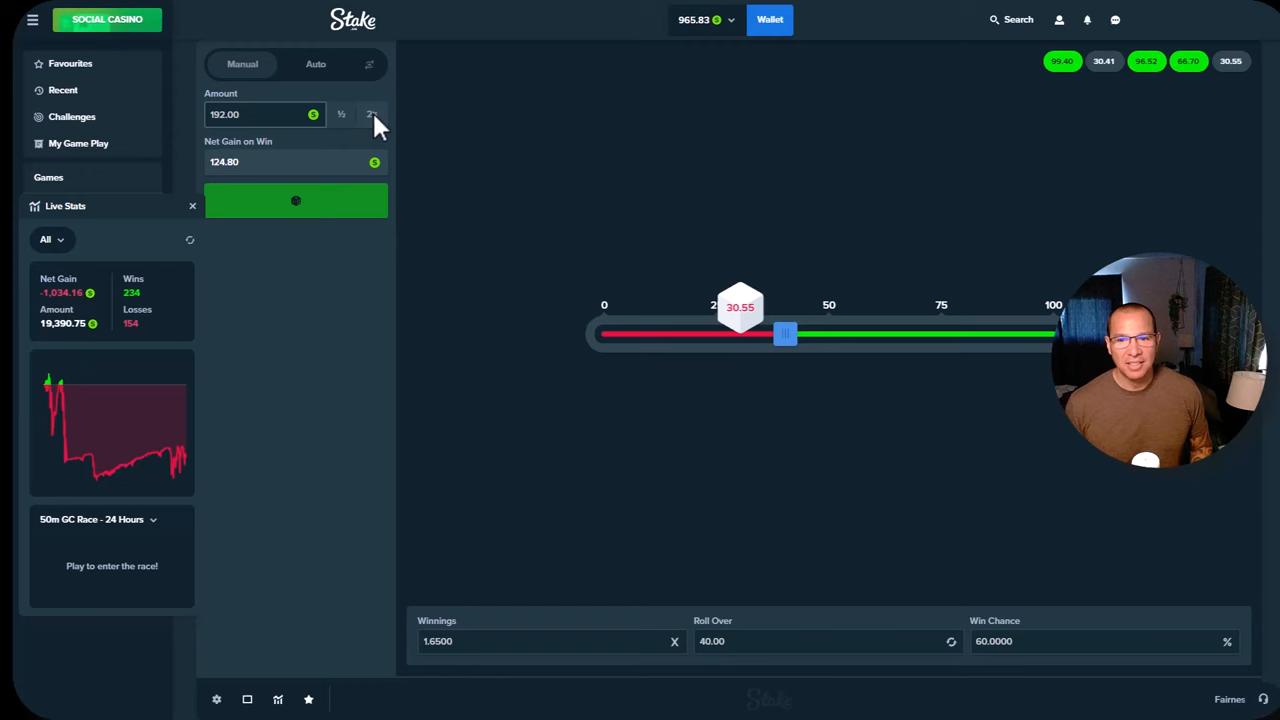 SOCIAL CASINO
Stake
965.83
Wallet
Search
Favourites
Recent
Challenges
My Game Play
Games
Manual
Auto
Amount
192.00
½
Net Gain on Win
124.80
99.40
30.41
96.52
66.70
30.55
Live Stats
All
Net Gain
-1,034.16
Wins
234
Amount
19,390.75
Losses
154
50m GC Race - 24 Hours
Play to enter the race!
0
50
75
100
30.55
Winnings
1.6500 X
Roll Over
40.00
Win Chance
60.0000 %
Stake
Fairnes